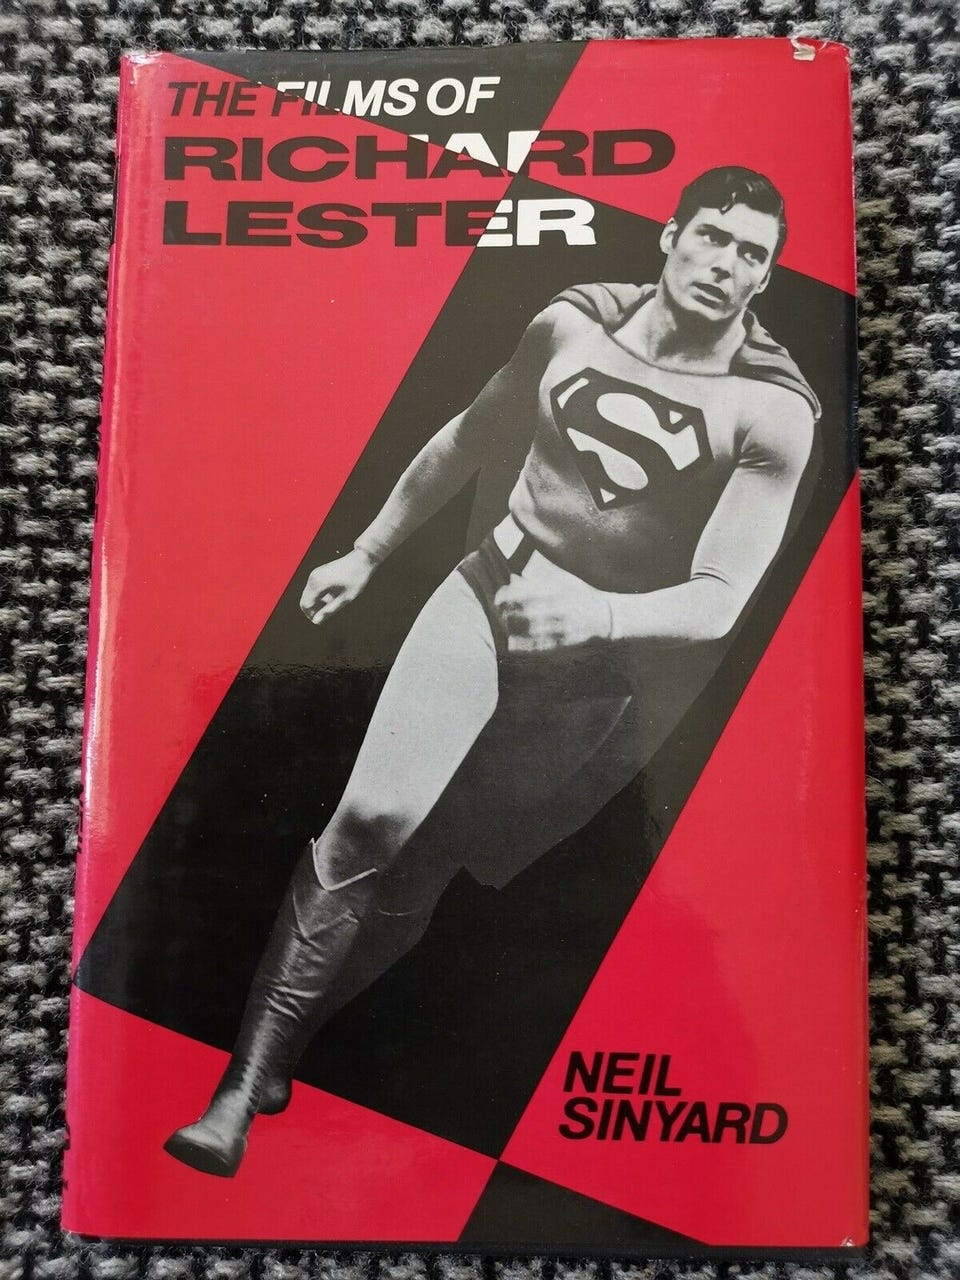 THE FILMS OF
RICHARD
LESTER
S
NEIL
SINYARD